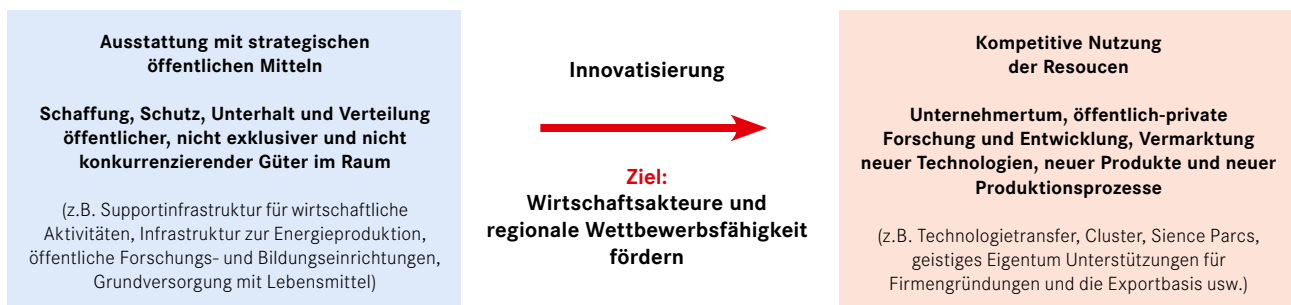 Ausstattung mit strategischen
öffentlichen Mitteln
Schaffung, Schutz, Unterhalt und Verteilung
öffentlicher, nicht exklusiver und nicht
konkurrenzierender Güter im Raum
(z.B. Supportinfrastruktur für wirtschaftliche
Aktivitäten, Infrastruktur zur Energieproduktion,
öffentliche Forschungs- und Bildungseinrichtungen,
Grundversorgung mit Lebensmittel)
Innovatisierung
Ziel:
Wirtschaftsakteure und
regionale Wettbewerbsfähigkeit
fördern
Kompetitive Nutzung
der Resoucen
Unternehmertum, öffentlich-private
Forschung und Entwicklung, Vermarktung
neuer Technologien, neuer Produkte und neuer
Produktionsprozesse
(z.B. Technologietransfer, Cluster, Sience Parcs,
geistiges Eigentum Unterstützungen für
Firmengründungen und die Exportbasis usw.)